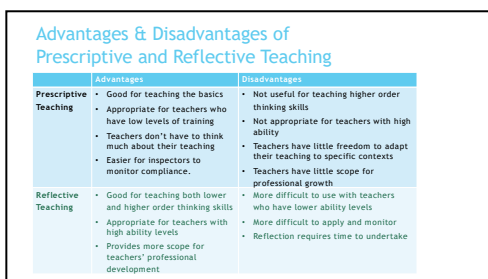 Advantages & Disadvantages of
Prescriptive and Reflective Teaching
Advantages
Disadvantages
Prescriptive
Teaching
• Good for teaching the basics
• Appropriate for teachers who
have low levels of training
• Teachers don't have to think
much about their teaching
• Easier for inspectors to
monitor compliance.
• Not useful for teaching higher order
thinking skills
• Not appropriate for teachers with high
ability
• Teachers have little freedom to adapt
their teaching to specific contexts
• Teachers have little scope for
professional growth
Reflective
Teaching
• Good for teaching both lower
and higher order thinking skills
• Appropriate for teachers with
high ability levels
• Provides more scope for
teachers' professional
development
• More difficult to use with teachers
who have lower ability levels
• More difficult to apply and monitor
• Reflection requires time to undertake